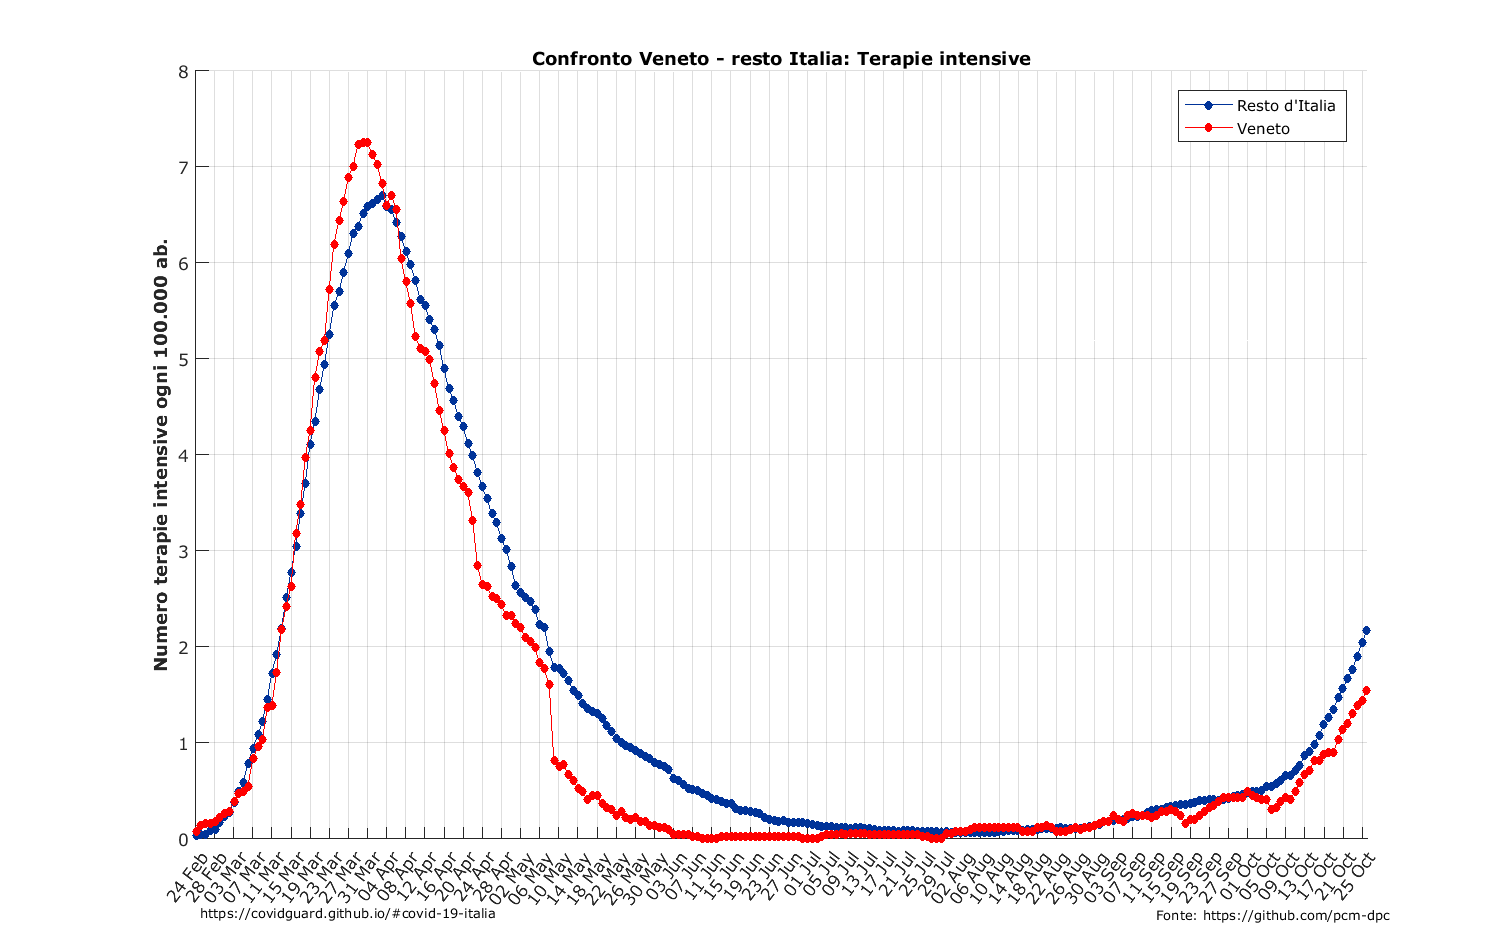 Confronto Veneto - resto Italia: Terapie intensive
Resto d'Italia
Veneto
Numero terapie intensive ogni 100.000 ab.
8
7
6
5
4
3
2
1
0
24 Feb
28 Feb
03 Mar
07 Mar
11 Mar
15 Mar
19 Mar
23 Mar
27 Mar
31 Mar
04 Apr
08 Apr
12 Apr
16 Apr
20 Apr
24 Apr
28 Apr
02 May
06 May
10 May
14 May
18 May
22 May
26 May
30 May
03 Jun
07 Jun
11 Jun
15 Jun
19 Jun
23 Jun
27 Jun
01 Jul
05 Jul
09 Jul
13 Jul
17 Jul
21 Jul
25 Jul
29 Jul
02 Aug
06 Aug
10 Aug
14 Aug
18 Aug
22 Aug
26 Aug
30 Aug
03 Sep
07 Sep
11 Sep
15 Sep
19 Sep
23 Sep
27 Sep
01 Oct
05 Oct
09 Oct
13 Oct
17 Oct
21 Oct
25 Oct
https://covidguard.github.io/#covid-19-italia
Fonte: https://github.com/pcm-dpc